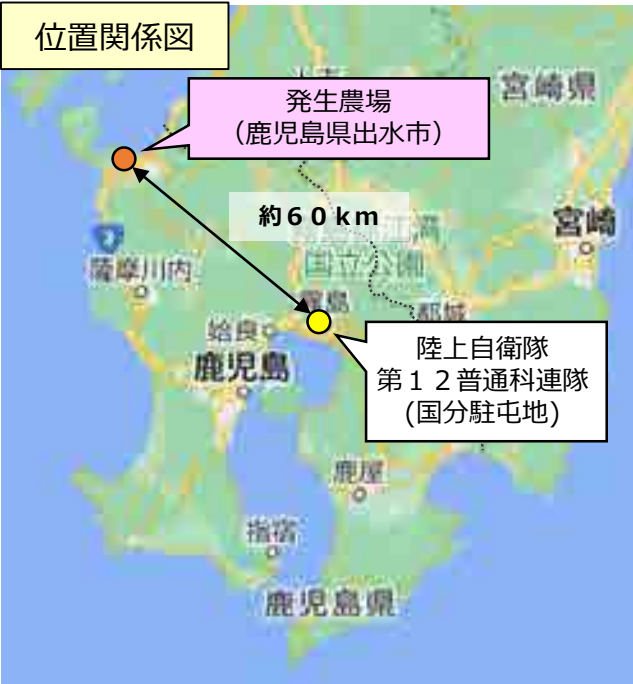 位置関係図
宮崎県
発生農場
（鹿児島県出水市）
約６０ｋｍ
宮崎
国立公園
薩摩川内
霧島
都城
姶良
鹿児島
陸上自衛隊
第１２普通科連隊
(国分駐屯地)
鹿屋
指宿
鹿児島県